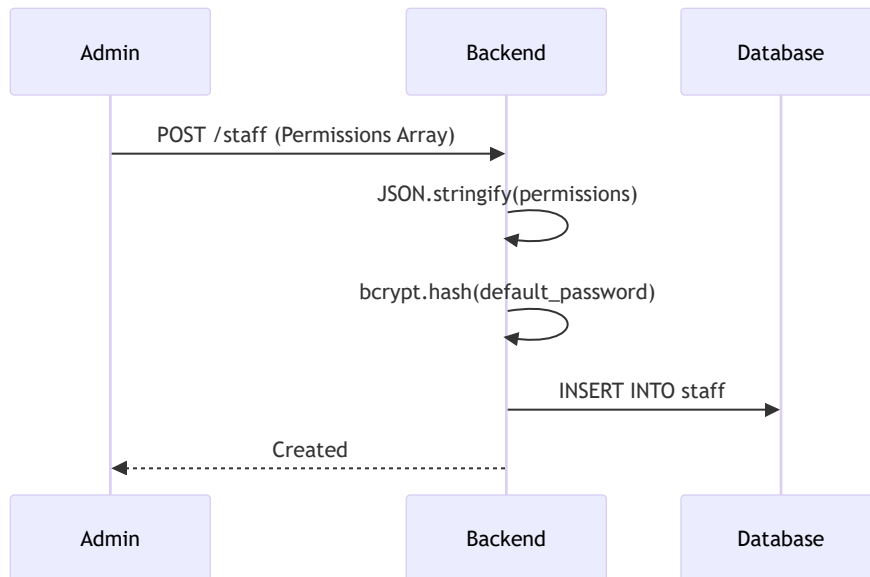 Admin
Backend
Database
POST /staff (Permissions Array)
JSON.stringify(permissions)
bcrypt.hash(default_password)
INSERT INTO staff
Created
Admin
Backend
Database